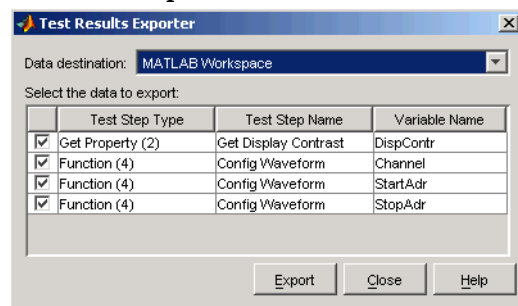 Test Results Exporter
Data destination: MATLAB Workspace
Select the data to export:
Test Step Type Test Step Name Variable Name
Get Property (2) Get Display Contrast DispContr
Function (4) Config Waveform Channel
Function (4) Config Waveform StartAdr
Function (4) Config Waveform StopAdr
Export Close Help